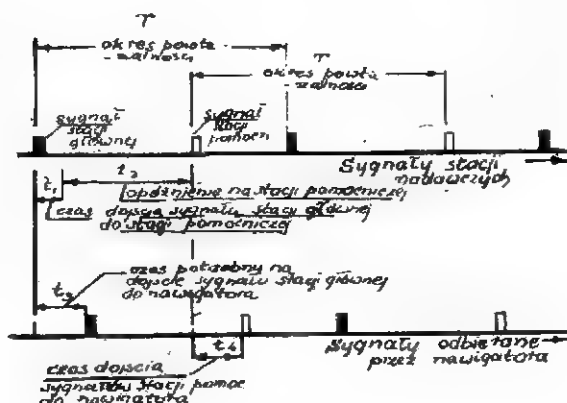 T
okres powta
-rzalności
T
okres powta
-rzalności
sygnał
stacji
głównej
sygnał
stacji
pomocn
Sygnały stacji
nadawczych
t₁
t₂
opóźnienie na stacji pomocniczej
czas dojścia sygnału stacji głównej
do stacji pomocniczej
czas potrzebny na
dojście sygnału stacji głównej
do nawigatora
t₃
t₄
czas dojścia
sygnałów stacji pomoc
do nawigatora
Sygnały odbierane
przez nawigatora